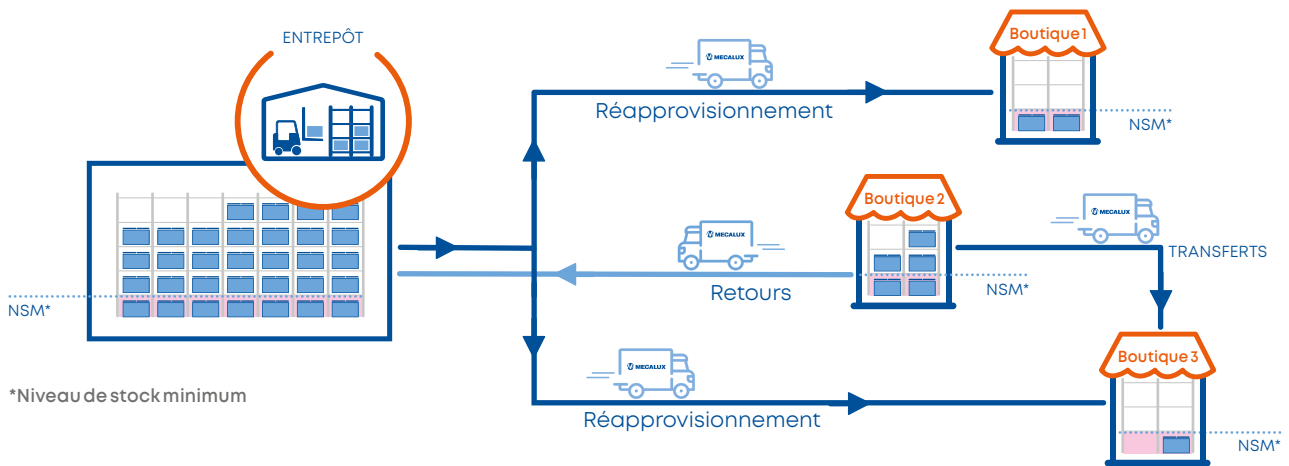 ENTREPÔT
NSM*
*Niveau de stock minimum
MECALUX
Réapprovisionnement
Boutique 1
NSM*
MECALUX
Retours
Boutique 2
NSM*
MECALUX
TRANSFERTS
MECALUX
Réapprovisionnement
Boutique 3
NSM*